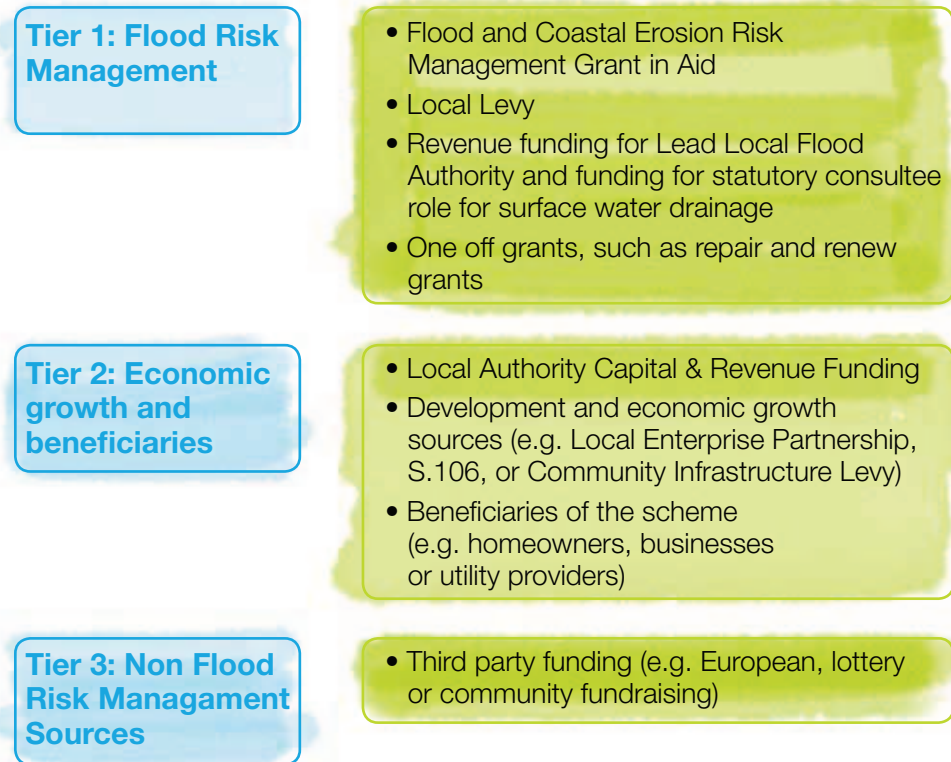 Tier 1: Flood Risk
Management
• Flood and Coastal Erosion Risk
Management Grant in Aid
• Local Levy
• Revenue funding for Lead Local Flood
Authority and funding for statutory consultee
role for surface water drainage
• One off grants, such as repair and renew
grants
Tier 2: Economic
growth and
beneficiaries
• Local Authority Capital & Revenue Funding
• Development and economic growth
sources (e.g. Local Enterprise Partnership,
S.106, or Community Infrastructure Levy)
• Beneficiaries of the scheme
(e.g. homeowners, businesses
or utility providers)
Tier 3: Non Flood
Risk Managament
Sources
• Third party funding (e.g. European, lottery
or community fundraising)